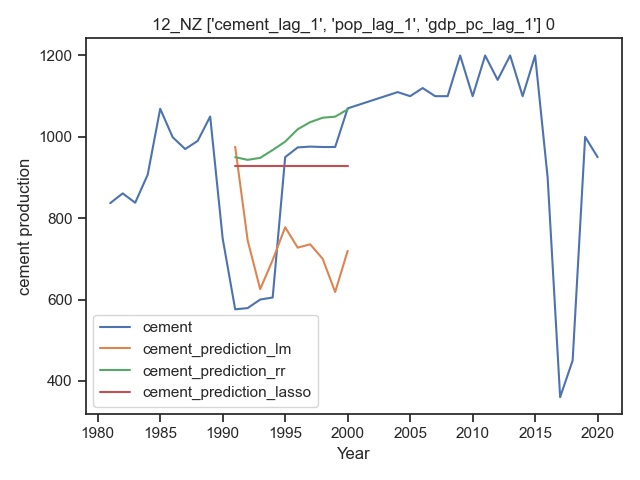 12_NZ ['cement_lag_1', 'pop_lag_1', 'gdp_pc_lag_1'] 0
1200
1000
800
600
400
cement production
cement
cement_prediction_lm
cement_prediction_rr
cement_prediction_lasso
1980 1985 1990 1995 2000 2005 2010 2015 2020
Year